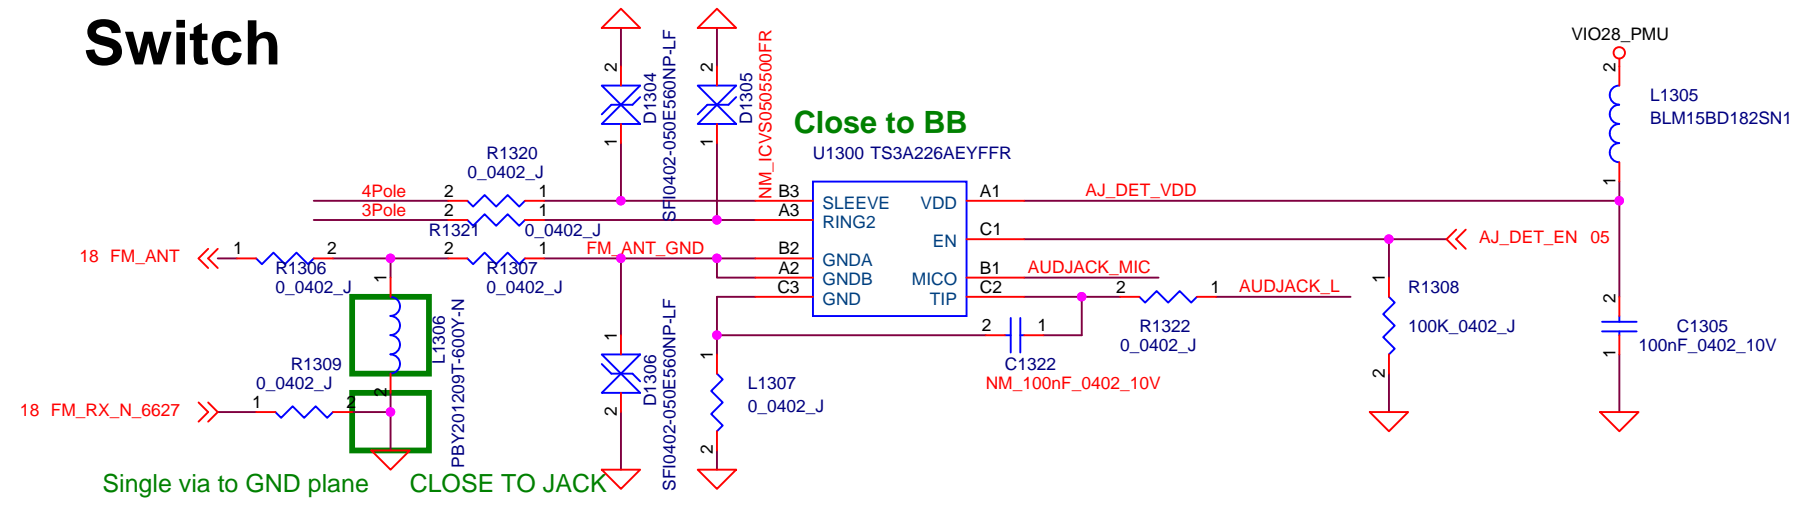 Switch
VIO28_PMU
2
L1305
BLM15BD182SN1
1
2
D1304
1
SFI0402-050E560NP-LF
2
D1305
1
NM_ICVS0505500FR
Close to BB
U1300 TS3A226AEYFFR
R1320
0_0402_J
4Pole 2 1 B3 SLEEVE VDD A1 AJ_DET_VDD
3Pole 2 1 A3 RING2
R1321 0_0402_J
EN C1 AJ_DET_EN 05
18 FM_ANT 1 2 2 1 FM_ANT_GND B2 GNDA
R1306
0_0402_J
R1307
0_0402_J
A2 GNDB MICO B1 AUDJACK_MIC
C3 GND TIP C2 2 1 AUDJACK_L
R1322
0_0402_J
2 1
C1322
NM_100nF_0402_10V
1
R1308
100K_0402_J
2
2
C1305
100nF_0402_10V
1
1
L1306
PBY201209T-600Y-N
2
R1309
0_0402_J
18 FM_RX_N_6627 1 2
1
D1306
2
SFI0402-050E560NP-LF
1
L1307
0_0402_J
2
Single via to GND plane CLOSE TO JACK